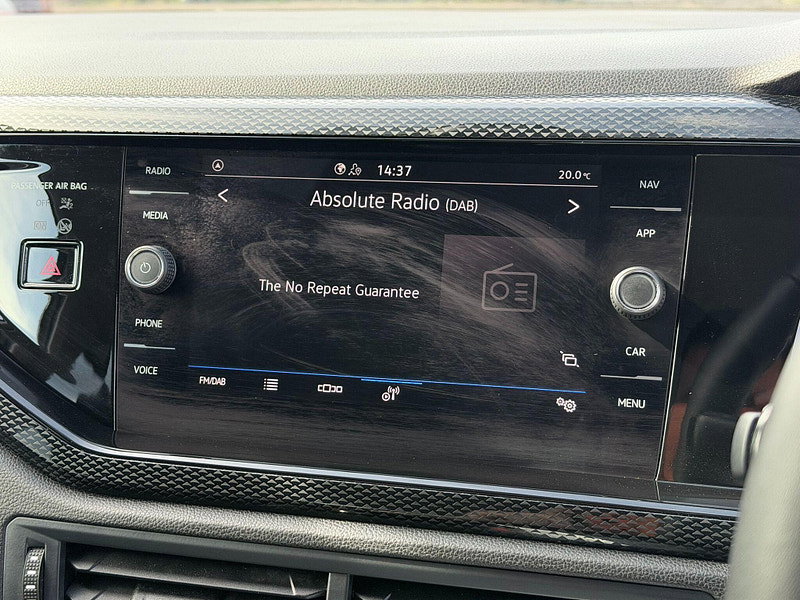 PASSENGER AIR BAG
OFF
ON
RADIO
MEDIA
PHONE
VOICE
14:37
20.0°C
< Absolute Radio (DAB) >
The No Repeat Guarantee
FM/DAB
NAV
APP
CAR
MENU